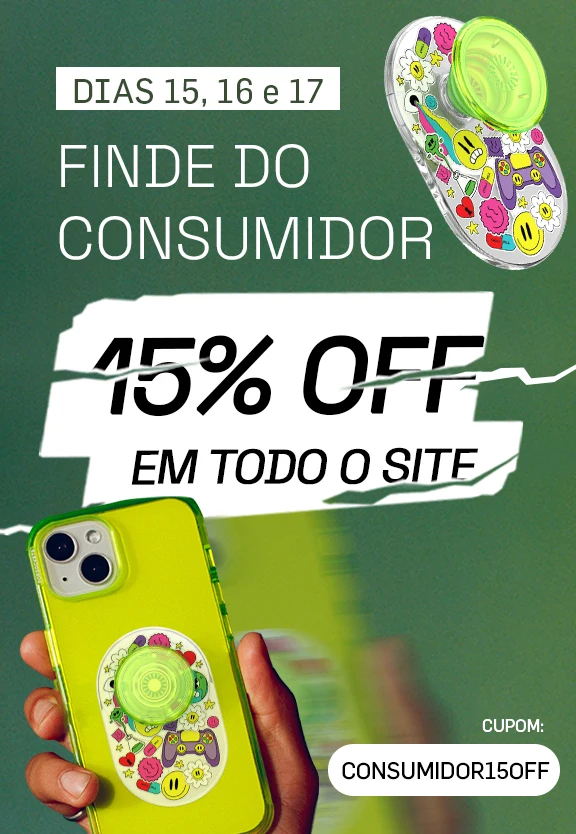 DIAS 15, 16 e 17
FINDE DO
CONSUMIDOR
15% OFF
EM TODO O SITE
CUPOM:
CONSUMIDOR15OFF